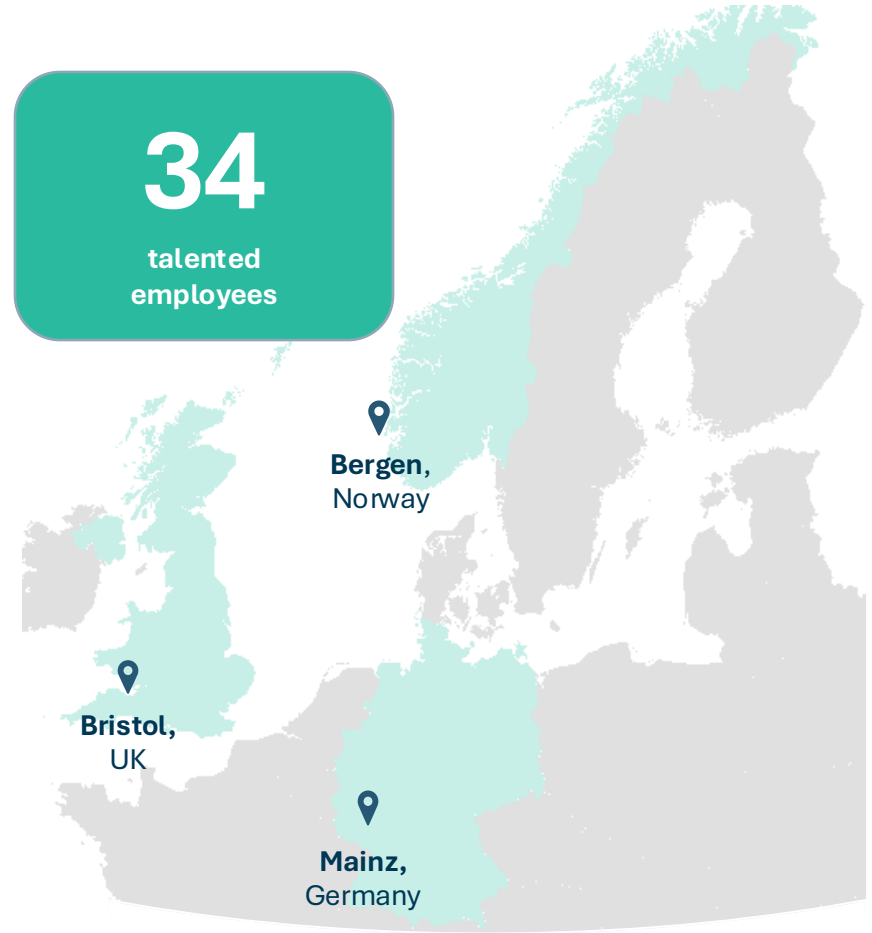 34
talented
employees
Bergen,
Norway
Bristol,
UK
Mainz,
Germany